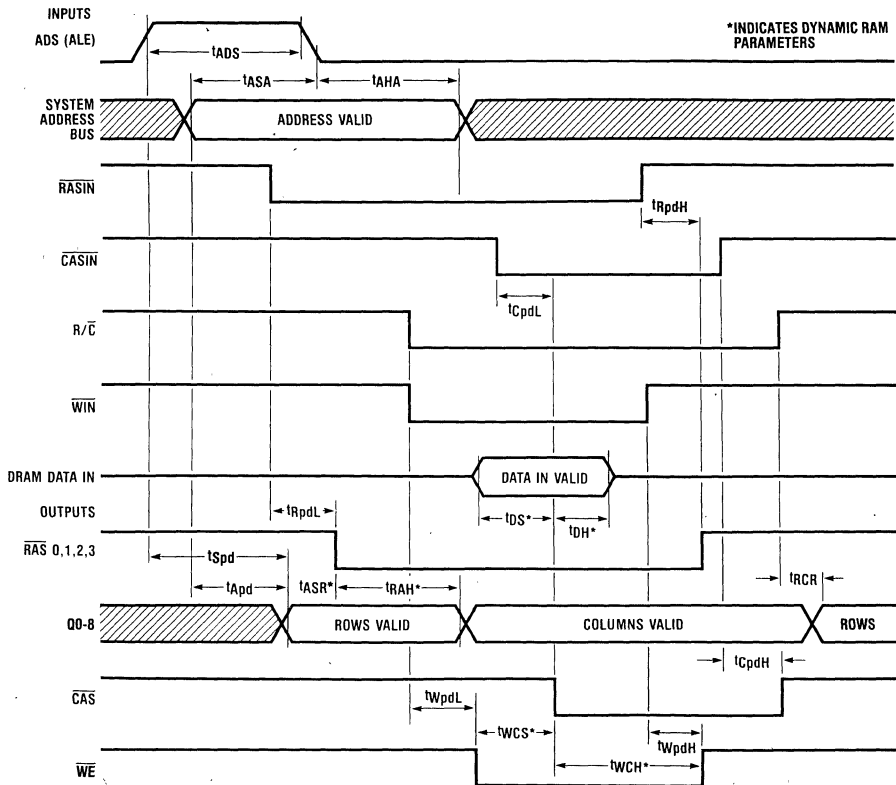 INPUTS
ADS (ALE)
*INDICATES DYNAMIC RAM
PARAMETERS
tADS
tASA
tAHA
SYSTEM
ADDRESS
BUS
ADDRESS VALID
RASIN
tRpdH
CASIN
tCpdL
R/C
WIN
DRAM DATA IN
DATA IN VALID
OUTPUTS
tRpdL
tDS*
tDH*
RAS 0,1,2,3
tSpd
tApd
tASR*
tRAH*
tRCR
Q0-8
ROWS VALID
COLUMNS VALID
ROWS
tCpdH
CAS
tWpdL
tWCS*
tWpdH
tWCH*
WE